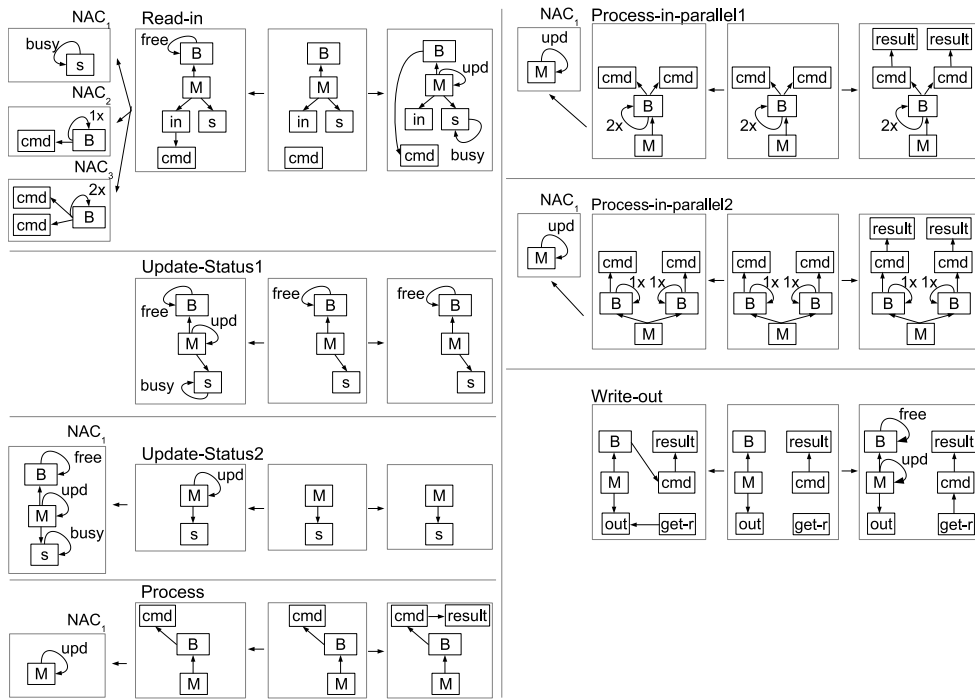 NAC1 Read-in
busy s
free B M in s cmd
B M in s cmd
B upd M in s busy cmd
NAC2
1x cmd B
NAC3
2x cmd cmd B
Update-Status1
B free upd M s busy
free B M s
free B M s
NAC1 Update-Status2
free B upd M busy s
upd M s
M s
M s
NAC1 Process
upd M
cmd B M
cmd B M
cmd result B M
NAC1 Process-in-parallel1
upd M
cmd cmd B 2x M
cmd cmd B 2x M
result result cmd cmd B 2x M
NAC1 Process-in-parallel2
upd M
cmd cmd 1x 1x B B M
cmd cmd 1x 1x B B M
result result cmd cmd 1x 1x B B M
Write-out
B result M cmd out get-r
B result M cmd out get-r
free B result upd M cmd out get-r